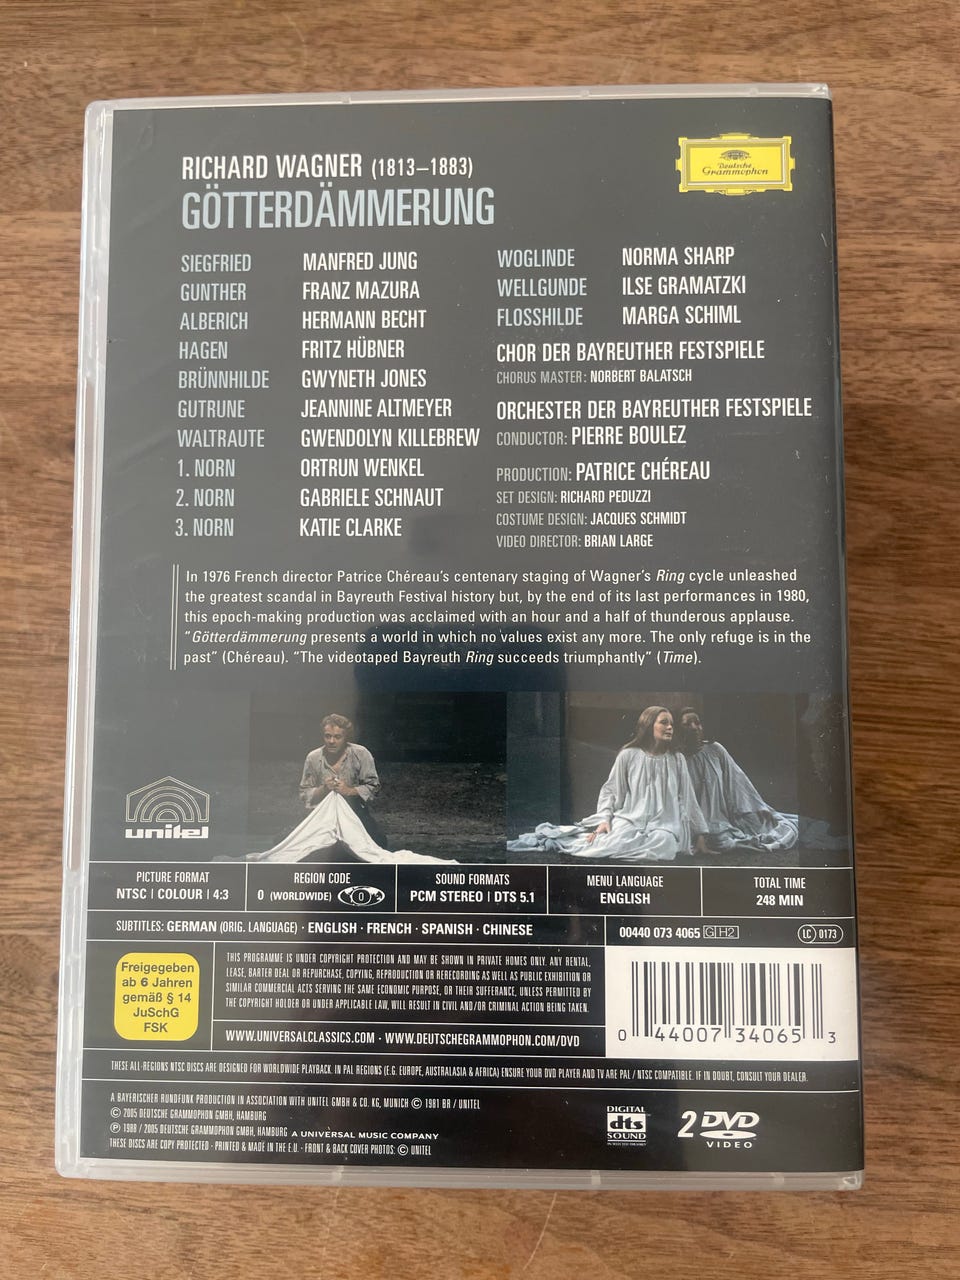 RICHARD WAGNER (1813–1883)
GÖTTERDÄMMERUNG
Deutsche
Grammophon
SIEGFRIED MANFRED JUNG
GUNTHER FRANZ MAZURA
ALBERICH HERMANN BECHT
HAGEN FRITZ HÜBNER
BRÜNNHILDE GWYNETH JONES
GUTRUNE JEANNINE ALTMEYER
WALTRAUTE GWENDOLYN KILLEBREW
1. NORN ORTRUN WENKEL
2. NORN GABRIELE SCHNAUT
3. NORN KATIE CLARKE
WOGLINDE NORMA SHARP
WELLGUNDE ILSE GRAMATZKI
FLOSSHILDE MARGA SCHIML
CHOR DER BAYREUTHER FESTSPIELE
CHORUS MASTER: NORBERT BALATSCH
ORCHESTER DER BAYREUTHER FESTSPIELE
CONDUCTOR: PIERRE BOULEZ
PRODUCTION: PATRICE CHÉREAU
SET DESIGN: RICHARD PEDUZZI
COSTUME DESIGN: JACQUES SCHMIDT
VIDEO DIRECTOR: BRIAN LARGE
In 1976 French director Patrice Chéreau's centenary staging of Wagner's Ring cycle unleashed
the greatest scandal in Bayreuth Festival history but, by the end of its last performances in 1980,
this epoch-making production was acclaimed with an hour and a half of thunderous applause.
"Götterdämmerung presents a world in which no values exist any more. The only refuge is in the
past" (Chéreau). "The videotaped Bayreuth Ring succeeds triumphantly" (Time).
unitel
PICTURE FORMAT
NTSC | COLOUR | 4:3
REGION CODE
0 (WORLDWIDE) 0
SOUND FORMATS
PCM STEREO | DTS 5.1
MENU LANGUAGE
ENGLISH
TOTAL TIME
248 MIN
SUBTITLES: GERMAN (ORIG. LANGUAGE) · ENGLISH · FRENCH · SPANISH · CHINESE
00440 073 4065 G H2
LC 0173
Freigegeben
ab 6 Jahren
gemäß § 14
JuSchG
FSK
THIS PROGRAMME IS UNDER COPYRIGHT PROTECTION AND MAY BE SHOWN IN PRIVATE HOMES ONLY. ANY RENTAL,
LEASE, BARTER DEAL OR REPURCHASE, COPYING, REPRODUCTION OR RERECORDING AS WELL AS PUBLIC EXHIBITION OR
SIMILAR COMMERCIAL ACTS SERVING THE SAME ECONOMIC PURPOSE, OR THEIR SUFFERANCE, UNLESS PERMITTED BY
THE COPYRIGHT HOLDER OR UNDER APPLICABLE LAW, WILL RESULT IN CIVIL AND/OR CRIMINAL ACTION BEING TAKEN.
WWW.UNIVERSALCLASSICS.COM · WWW.DEUTSCHEGRAMMOPHON.COM/DVD
0 44007 34065 3
THESE ALL-REGIONS NTSC DISCS ARE DESIGNED FOR WORLDWIDE PLAYBACK. IN PAL REGIONS (E.G. EUROPE, AUSTRALASIA & AFRICA) ENSURE YOUR DVD PLAYER AND TV ARE PAL / NTSC COMPATIBLE. IF IN DOUBT, CONSULT YOUR DEALER.
A BAYERISCHER RUNDFUNK PRODUCTION IN ASSOCIATION WITH UNITEL GMBH & CO. KG, MUNICH © 1981 BR / UNITEL
© 2005 DEUTSCHE GRAMMOPHON GMBH, HAMBURG
℗ 1988 / 2005 DEUTSCHE GRAMMOPHON GMBH, HAMBURG A UNIVERSAL MUSIC COMPANY
THESE DISCS ARE COPY PROTECTED · PRINTED & MADE IN THE E.U. · FRONT & BACK COVER PHOTOS: © UNITEL
DIGITAL
dts
SOUND
2 DVD
VIDEO